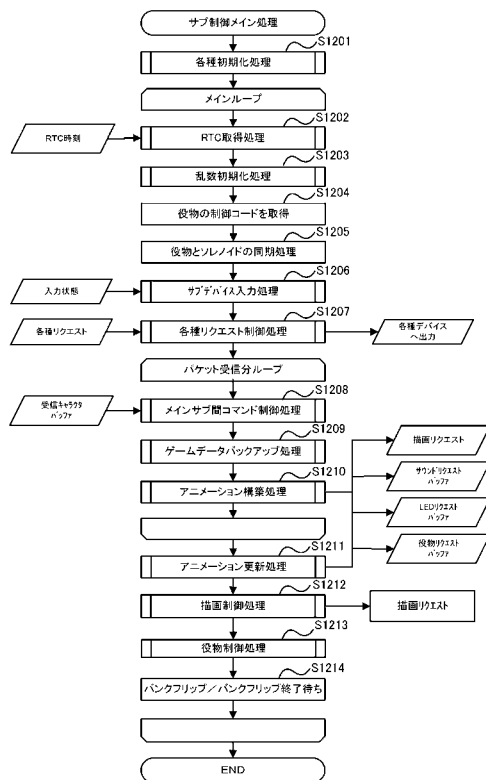 サブ制御メイン処理
S1201
各種初期化処理
メインループ
S1202
RTC時刻
RTC取得処理
S1203
乱数初期化処理
S1204
役物の制御コードを取得
S1205
役物とソレノイドの同期処理
S1206
入力状態
サブデバイス入力処理
S1207
各種リクエスト
各種リクエスト制御処理
各種デバイス
へ出力
パケット受信分ループ
S1208
受信キャラクタ
バッファ
メインサブ間コマンド制御処理
S1209
ゲームデータバックアップ処理
S1210
アニメーション構築処理
描画リクエスト
サウンドリクエスト
バッファ
LEDリクエスト
バッファ
役物リクエスト
バッファ
S1211
アニメーション更新処理
S1212
描画制御処理
描画リクエスト
S1213
役物制御処理
S1214
バンクフリップ／バンクフリップ終了待ち
END